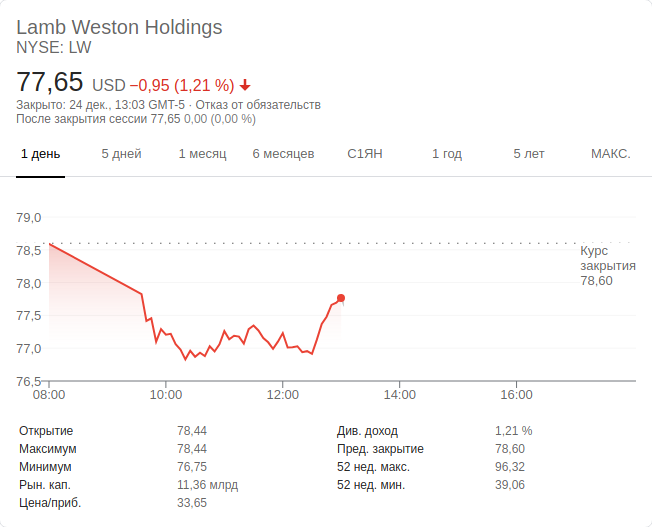 Lamb Weston Holdings
NYSE: LW
77,65 USD −0,95 (1,21 %)
Закрыто: 24 дек., 13:03 GMT-5 · Отказ от обязательств
После закрытия сессии 77,65 0,00 (0,00 %)
1 день 5 дней 1 месяц 6 месяцев С1ЯН 1 год 5 лет МАКС.
79,0
78,5
Курс закрытия 78,60
78,0
77,5
77,0
76,5
08:00 10:00 12:00 14:00 16:00
Открытие 78,44 Див. доход 1,21 %
Максимум 78,44 Пред. закрытие 78,60
Минимум 76,75 52 нед. макс. 96,32
Рын. кап. 11,36 млрд 52 нед. мин. 39,06
Цена/приб. 33,65